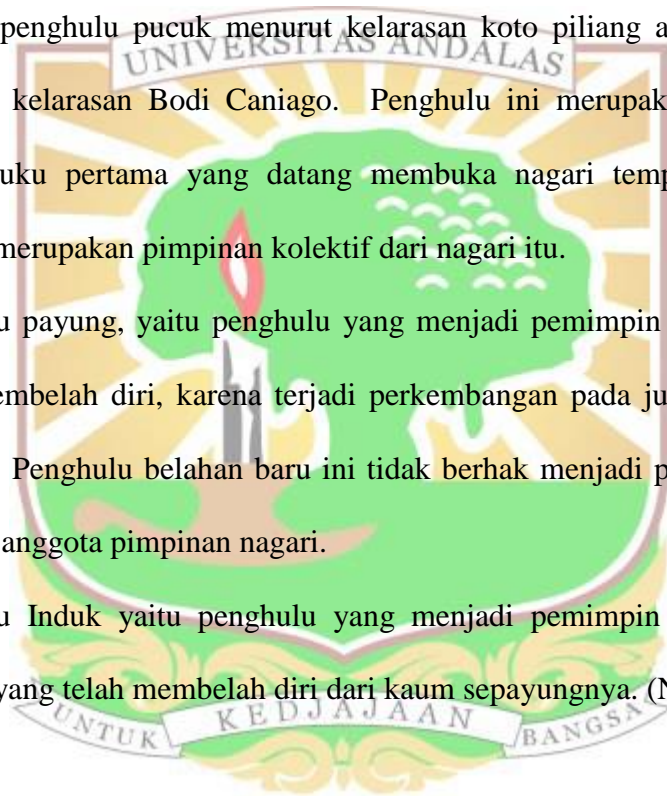 penghulu pucuk menurut kelarasan koto piliang a
UNIVERSITAS ANDALAS
kelarasan Bodi Caniago. Penghulu ini merupak
uku pertama yang datang membuka nagari temp
merupakan pimpinan kolektif dari nagari itu.
u payung, yaitu penghulu yang menjadi pemimpin
embelah diri, karena terjadi perkembangan pada ju
Penghulu belahan baru ini tidak berhak menjadi p
anggota pimpinan nagari.
u Induk yaitu penghulu yang menjadi pemimpin
yang telah membelah diri dari kaum sepayungnya. (N
UNTUK KEDJAJAAN BANGSA